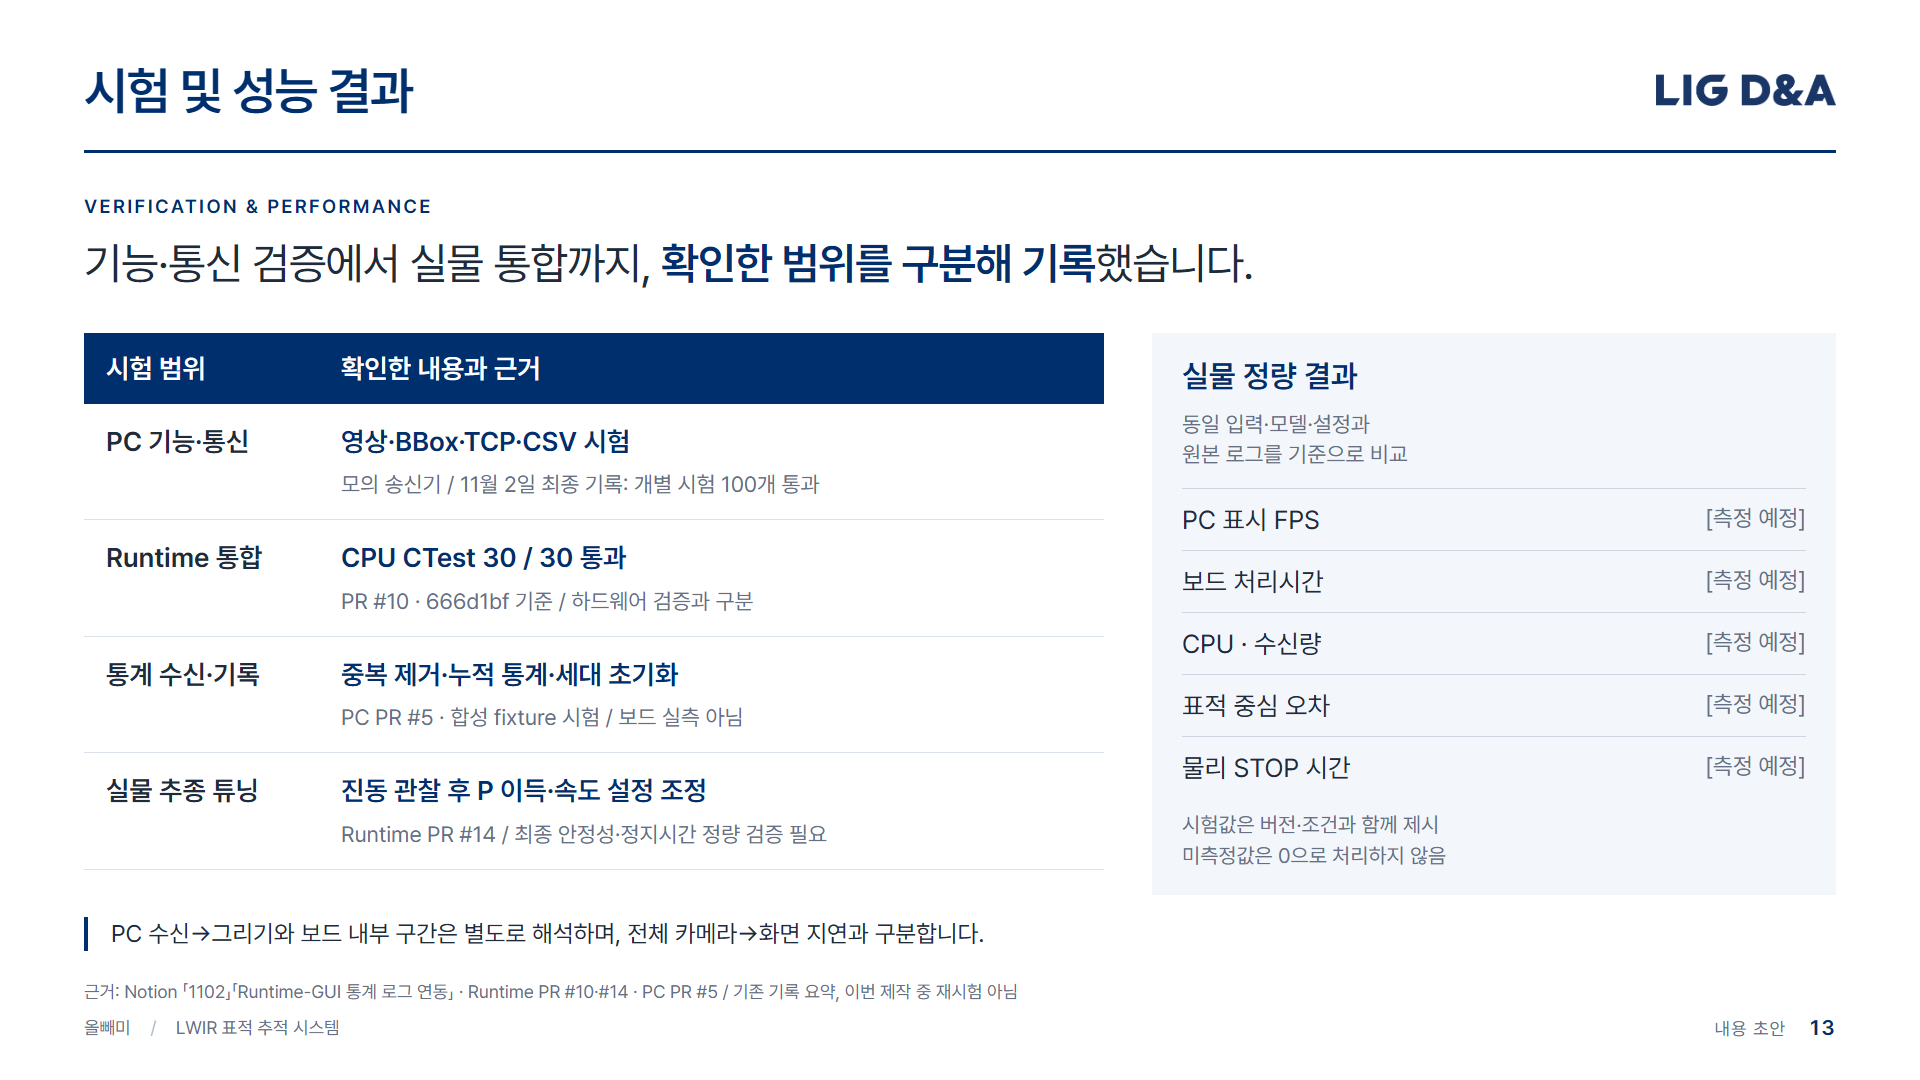 시험 및 성능 결과
LIG D&A
VERIFICATION & PERFORMANCE
기능·통신 검증에서 실물 통합까지, 확인한 범위를 구분해 기록했습니다.
시험 범위 확인한 내용과 근거
PC 기능·통신 영상·BBox·TCP·CSV 시험
모의 송신기 / 11월 2일 최종 기록: 개별 시험 100개 통과
Runtime 통합 CPU CTest 30 / 30 통과
PR #10 · 666d1bf 기준 / 하드웨어 검증과 구분
통계 수신·기록 중복 제거·누적 통계·세대 초기화
PC PR #5 · 합성 fixture 시험 / 보드 실측 아님
실물 추종 튜닝 진동 관찰 후 P 이득·속도 설정 조정
Runtime PR #14 / 최종 안정성·정지시간 정량 검증 필요
실물 정량 결과
동일 입력·모델·설정과
원본 로그를 기준으로 비교
PC 표시 FPS [측정 예정]
보드 처리시간 [측정 예정]
CPU · 수신량 [측정 예정]
표적 중심 오차 [측정 예정]
물리 STOP 시간 [측정 예정]
시험값은 버전·조건과 함께 제시
미측정값은 0으로 처리하지 않음
PC 수신→그리기와 보드 내부 구간은 별도로 해석하며, 전체 카메라→화면 지연과 구분합니다.
근거: Notion 「1102」「Runtime-GUI 통계 로그 연동」 · Runtime PR #10·#14 · PC PR #5 / 기존 기록 요약, 이번 제작 중 재시험 아님
올빼미 / LWIR 표적 추적 시스템
내용 초안 13